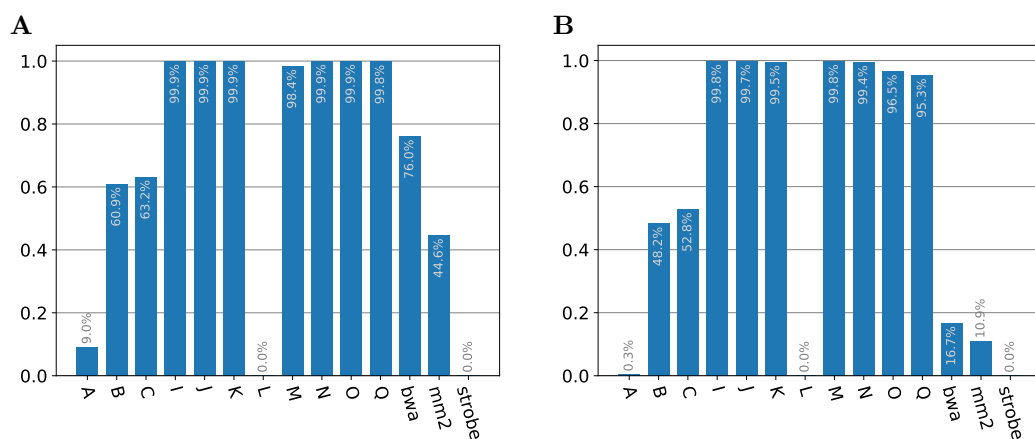 A
1.0
0.8
0.6
0.4
0.2
0.0
9.0%
60.9%
63.2%
99.9%
99.9%
99.9%
0.0%
98.4%
99.9%
99.9%
99.8%
76.0%
44.6%
0.0%
A
B
C
I
J
K
L
M
N
O
Q
bwa
mm2
strobe
B
1.0
0.8
0.6
0.4
0.2
0.0
0.3%
48.2%
52.8%
99.8%
99.7%
99.5%
0.0%
99.8%
99.4%
96.5%
95.3%
16.7%
10.9%
0.0%
A
B
C
I
J
K
L
M
N
O
Q
bwa
mm2
strobe